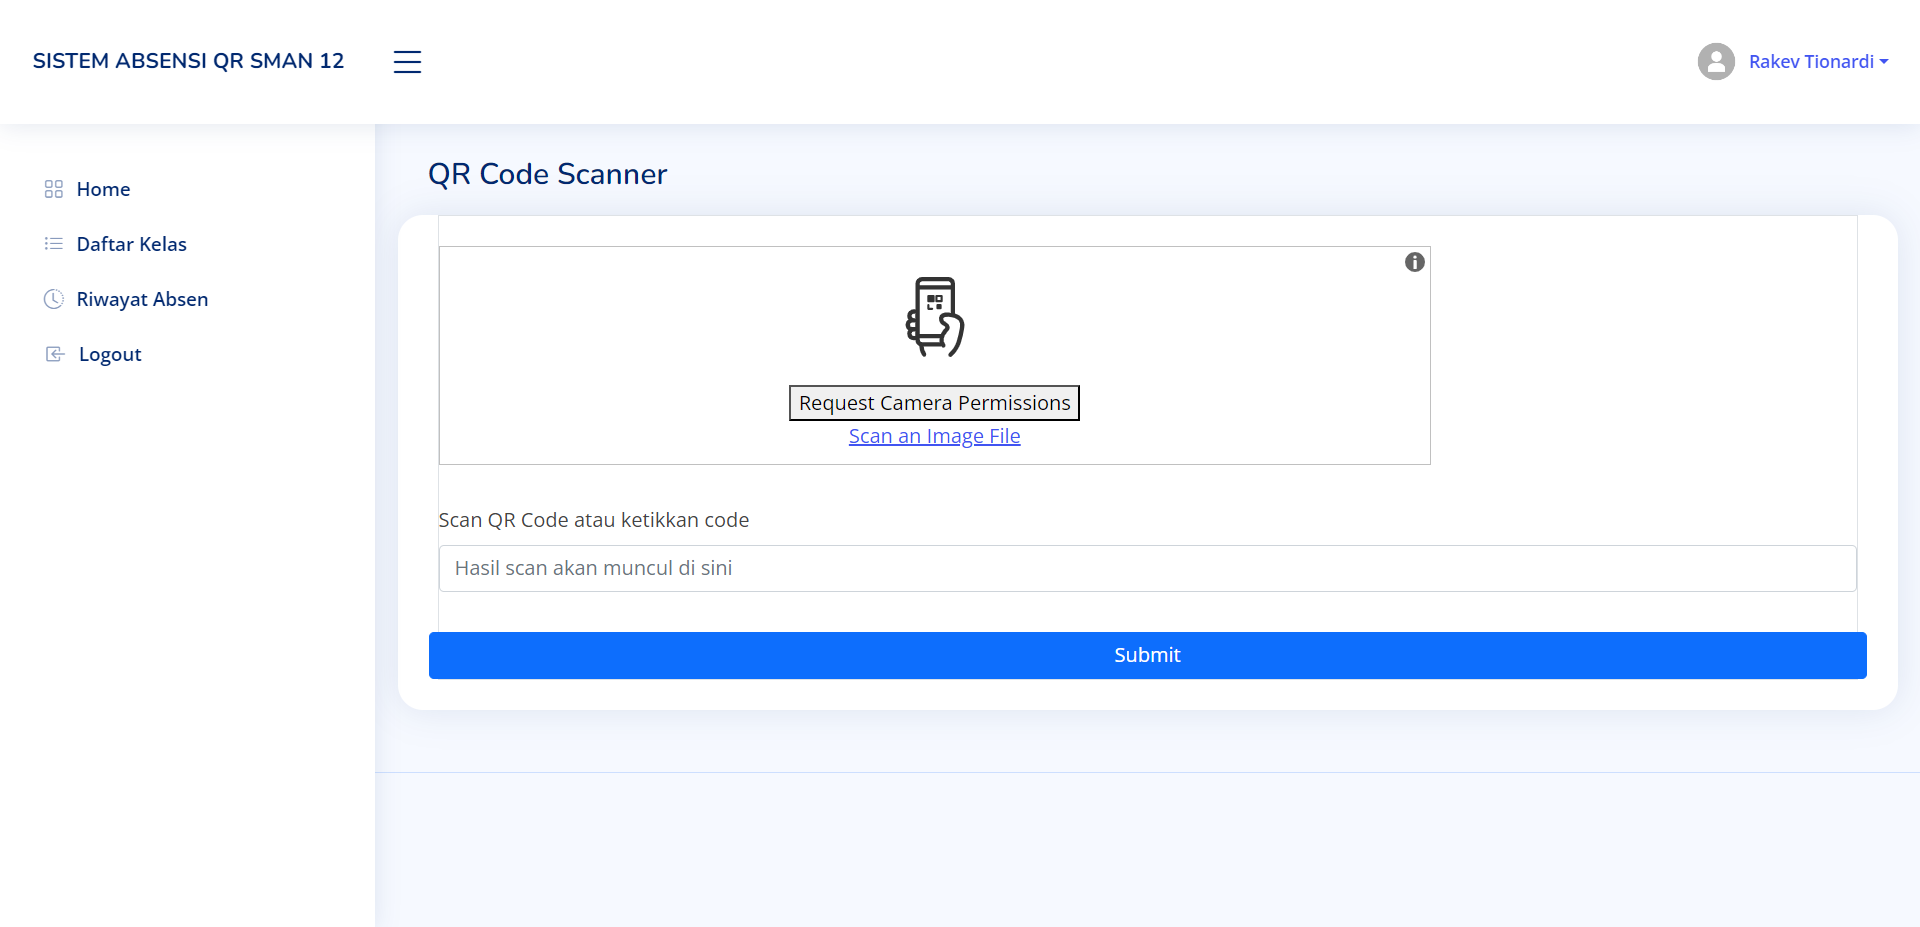 SISTEM ABSENSI QR SMAN 12
Rakev Tionardi
Home
Daftar Kelas
Riwayat Absen
Logout
QR Code Scanner
Request Camera Permissions
Scan an Image File
Scan QR Code atau ketikkan code
Hasil scan akan muncul di sini
Submit